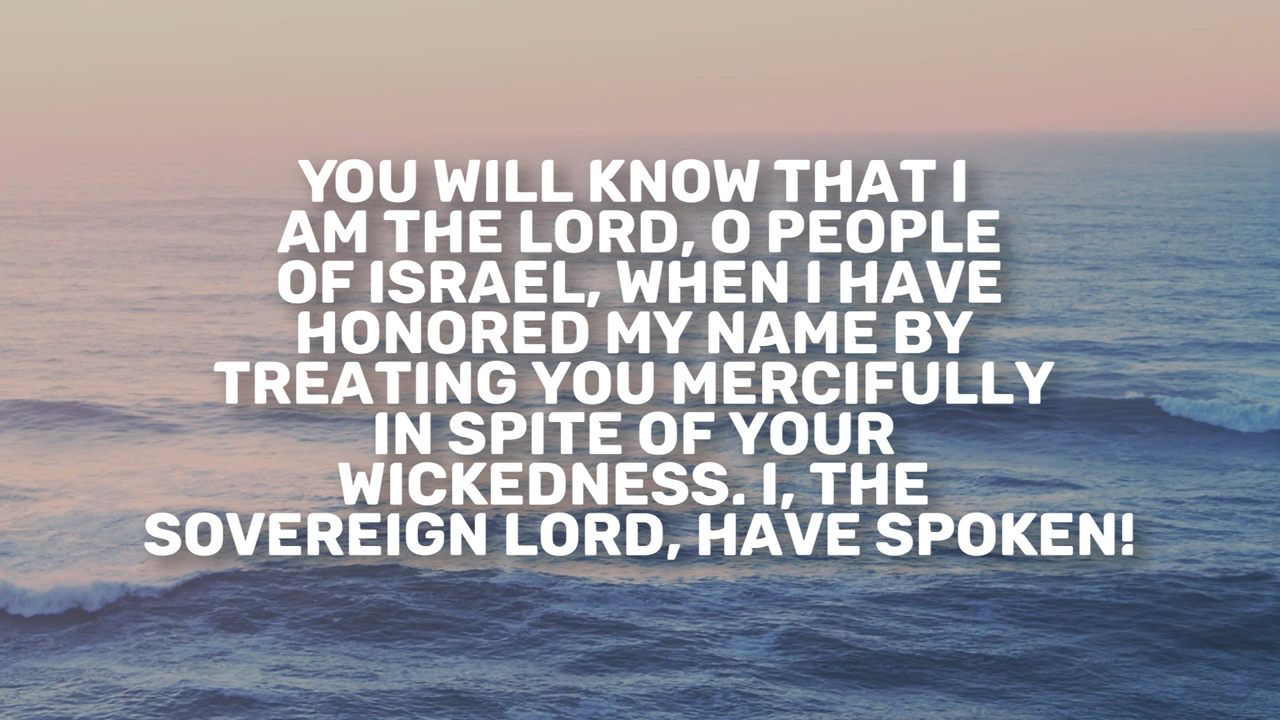 YOU WILL KNOW THAT I
AM THE LORD, O PEOPLE
OF ISRAEL, WHEN I HAVE
HONORED MY NAME BY
TREATING YOU MERCIFULLY
IN SPITE OF YOUR
WICKEDNESS. I, THE
SOVEREIGN LORD, HAVE SPOKEN!